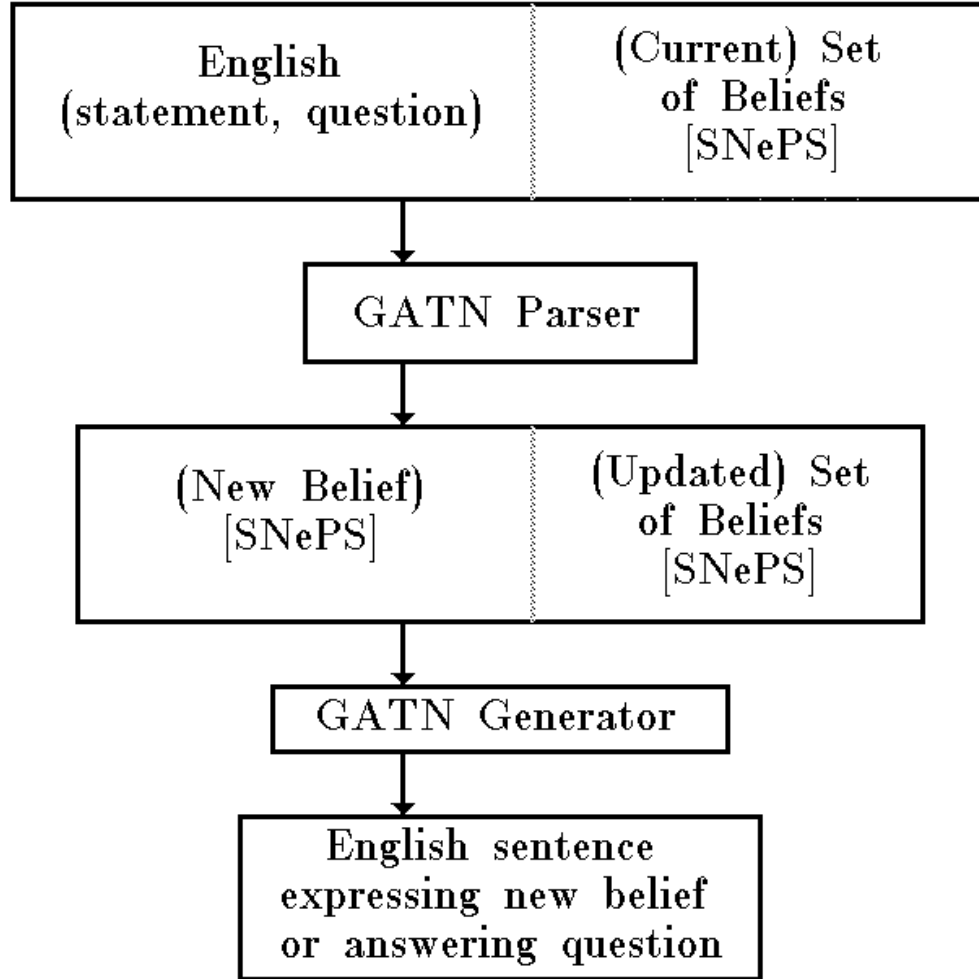 English
(statement, question)
(Current) Set
of Beliefs
[SNePS]
GATN Parser
(New Belief)
[SNePS]
(Updated) Set
of Beliefs
[SNePS]
GATN Generator
English sentence
expressing new belief
or answering question